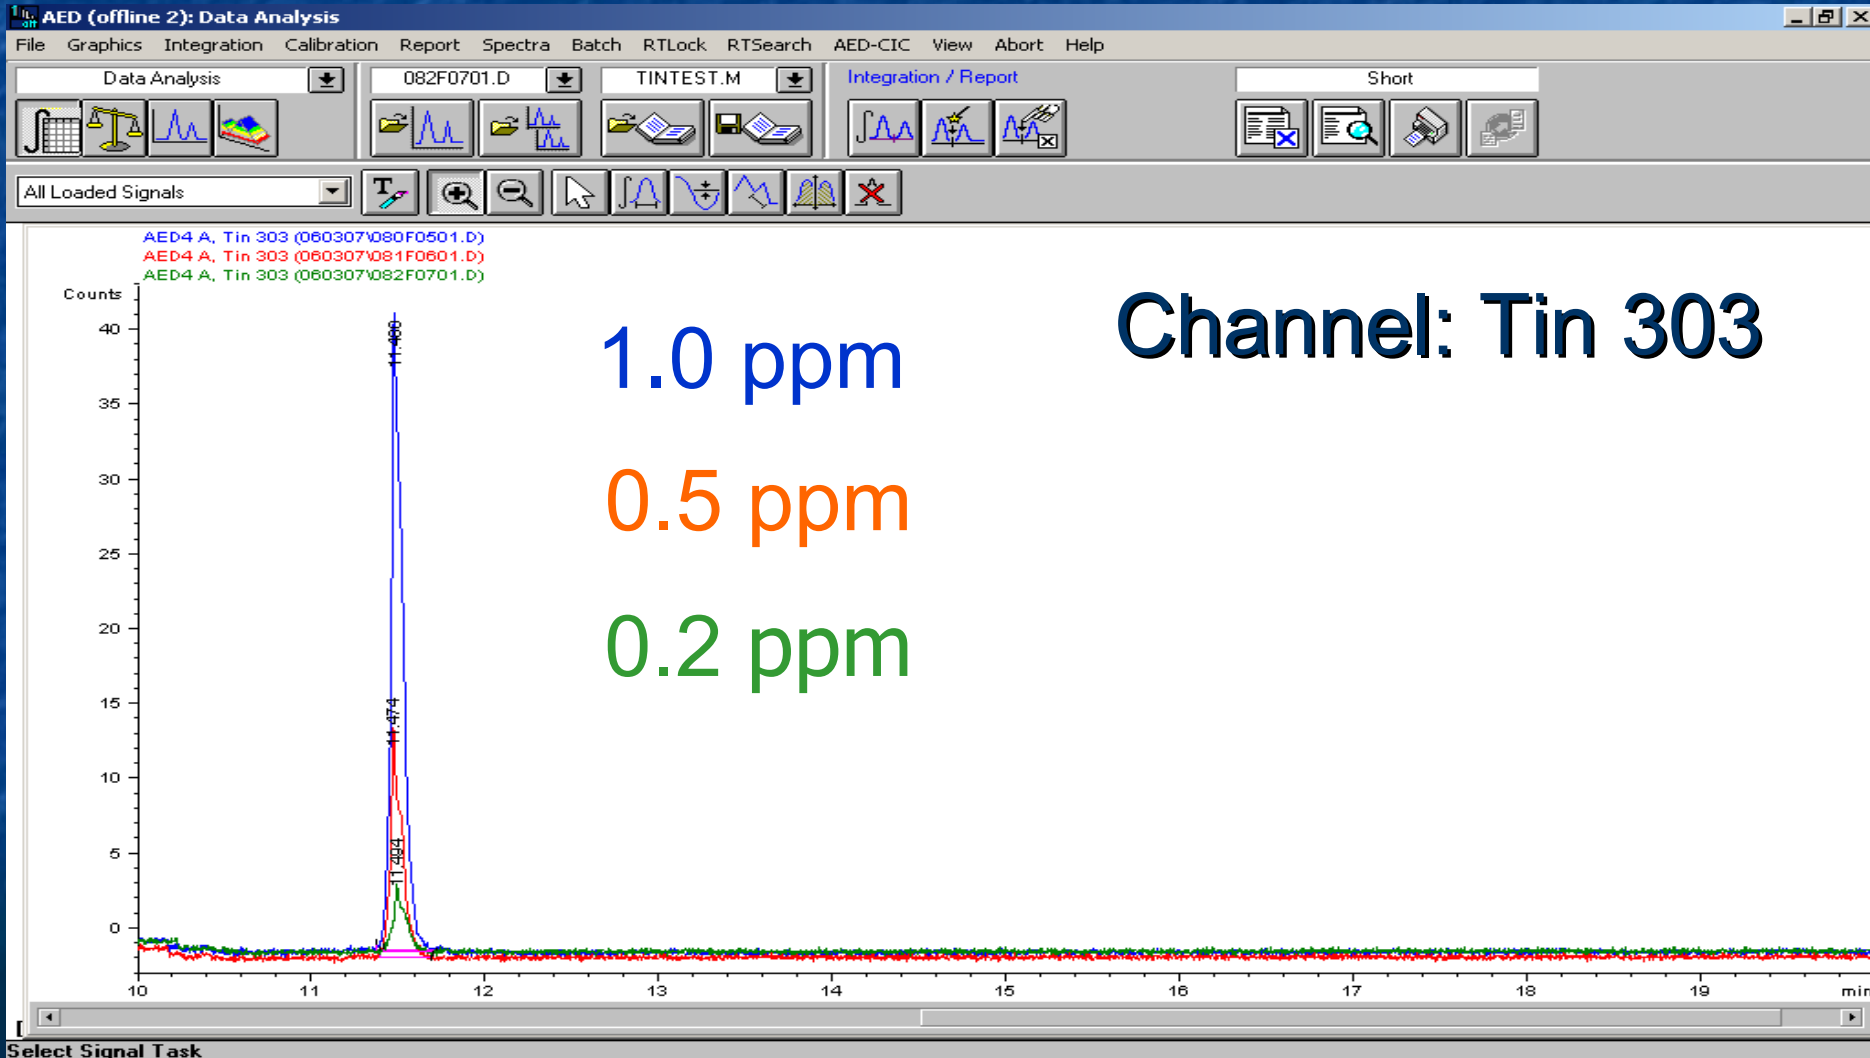 AED (offline 2): Data Analysis
File Graphics Integration Calibration Report Spectra Batch RTLock RTSearch AED-CIC View Abort Help
Data Analysis 082F0701.D TINTEST.M Integration / Report Short
All Loaded Signals
AED4 A, Tin 303 (060307\080F0501.D)
AED4 A, Tin 303 (060307\081F0601.D)
AED4 A, Tin 303 (060307\082F0701.D)
Counts
Channel: Tin 303
1.0 ppm
0.5 ppm
0.2 ppm
40
35
30
25
20
15
10
5
0
11.480
11.474
11.494
10 11 12 13 14 15 16 17 18 19 min
Select Signal Task